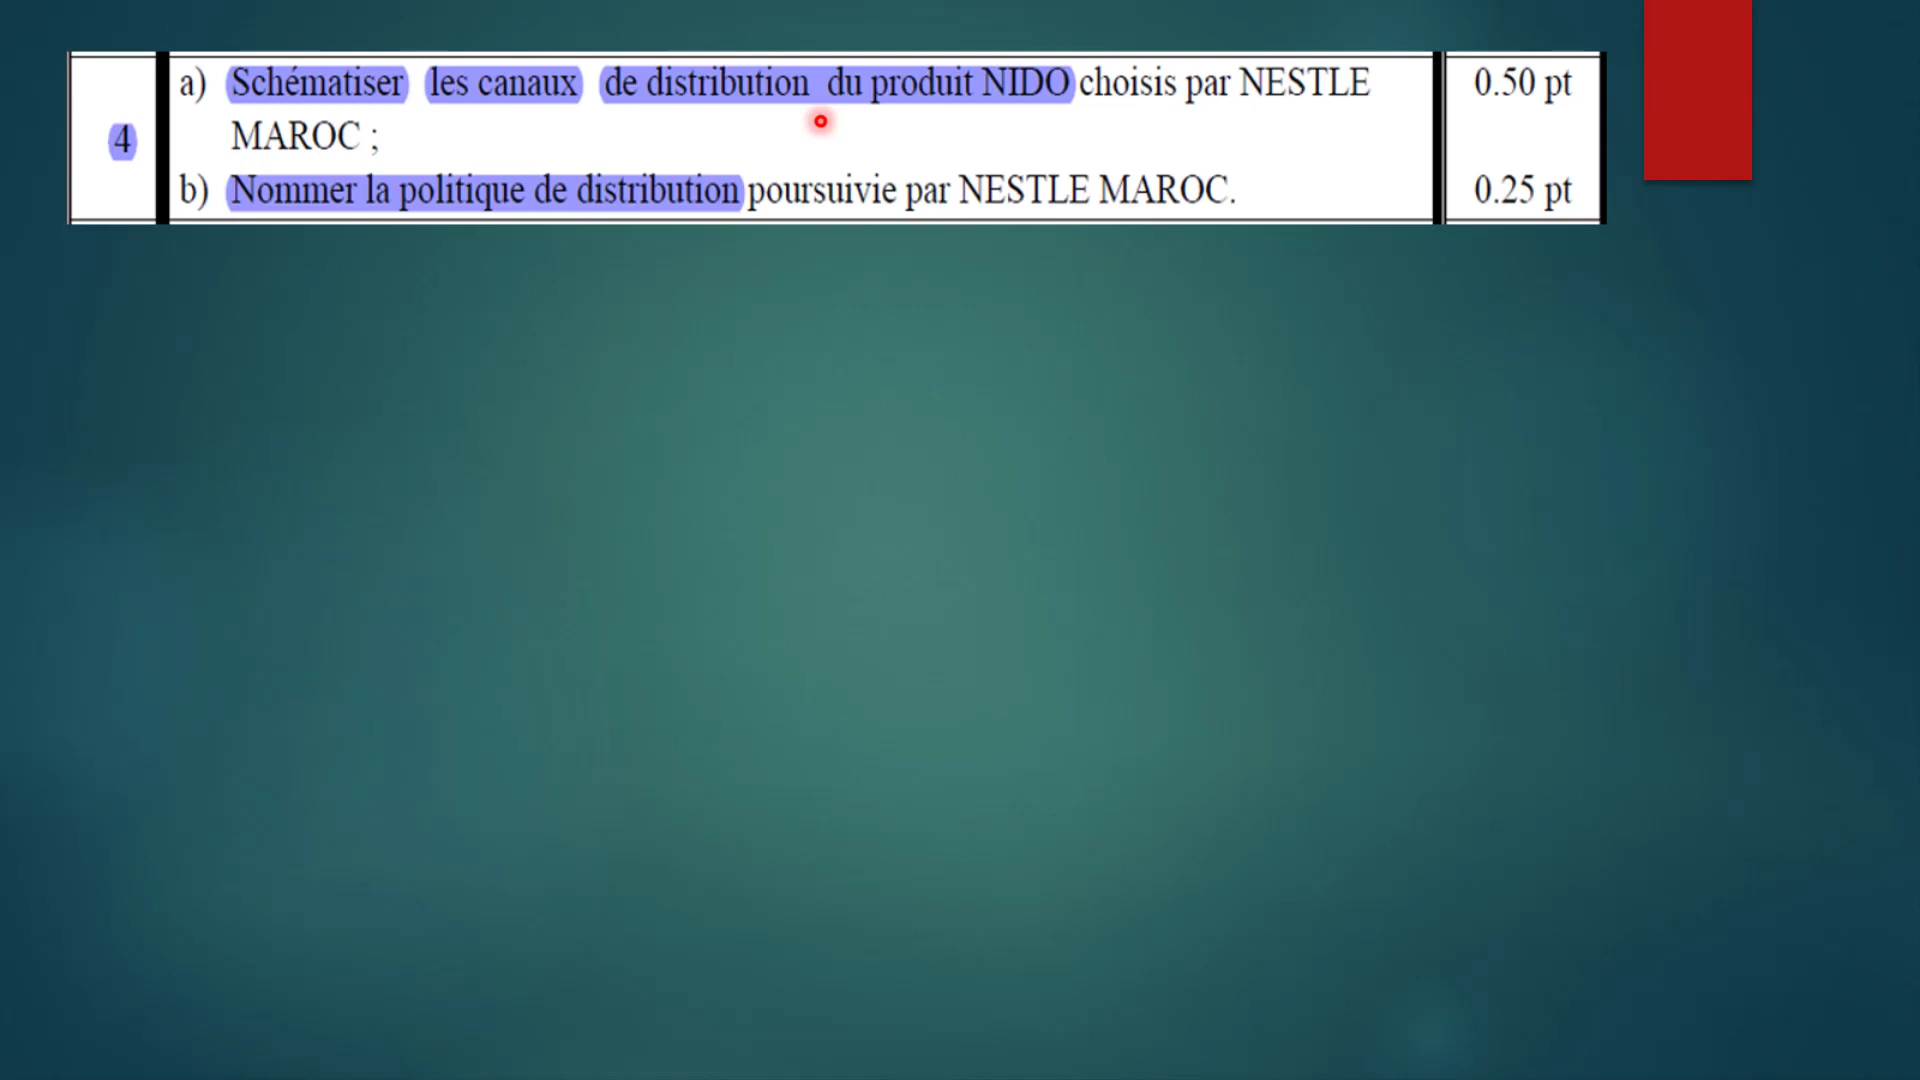 a) Schématiser les canaux de distribution du produit NIDO choisis par NESTLE 0.50 pt
4 MAROC ;
b) Nommer la politique de distribution poursuivie par NESTLE MAROC. 0.25 pt